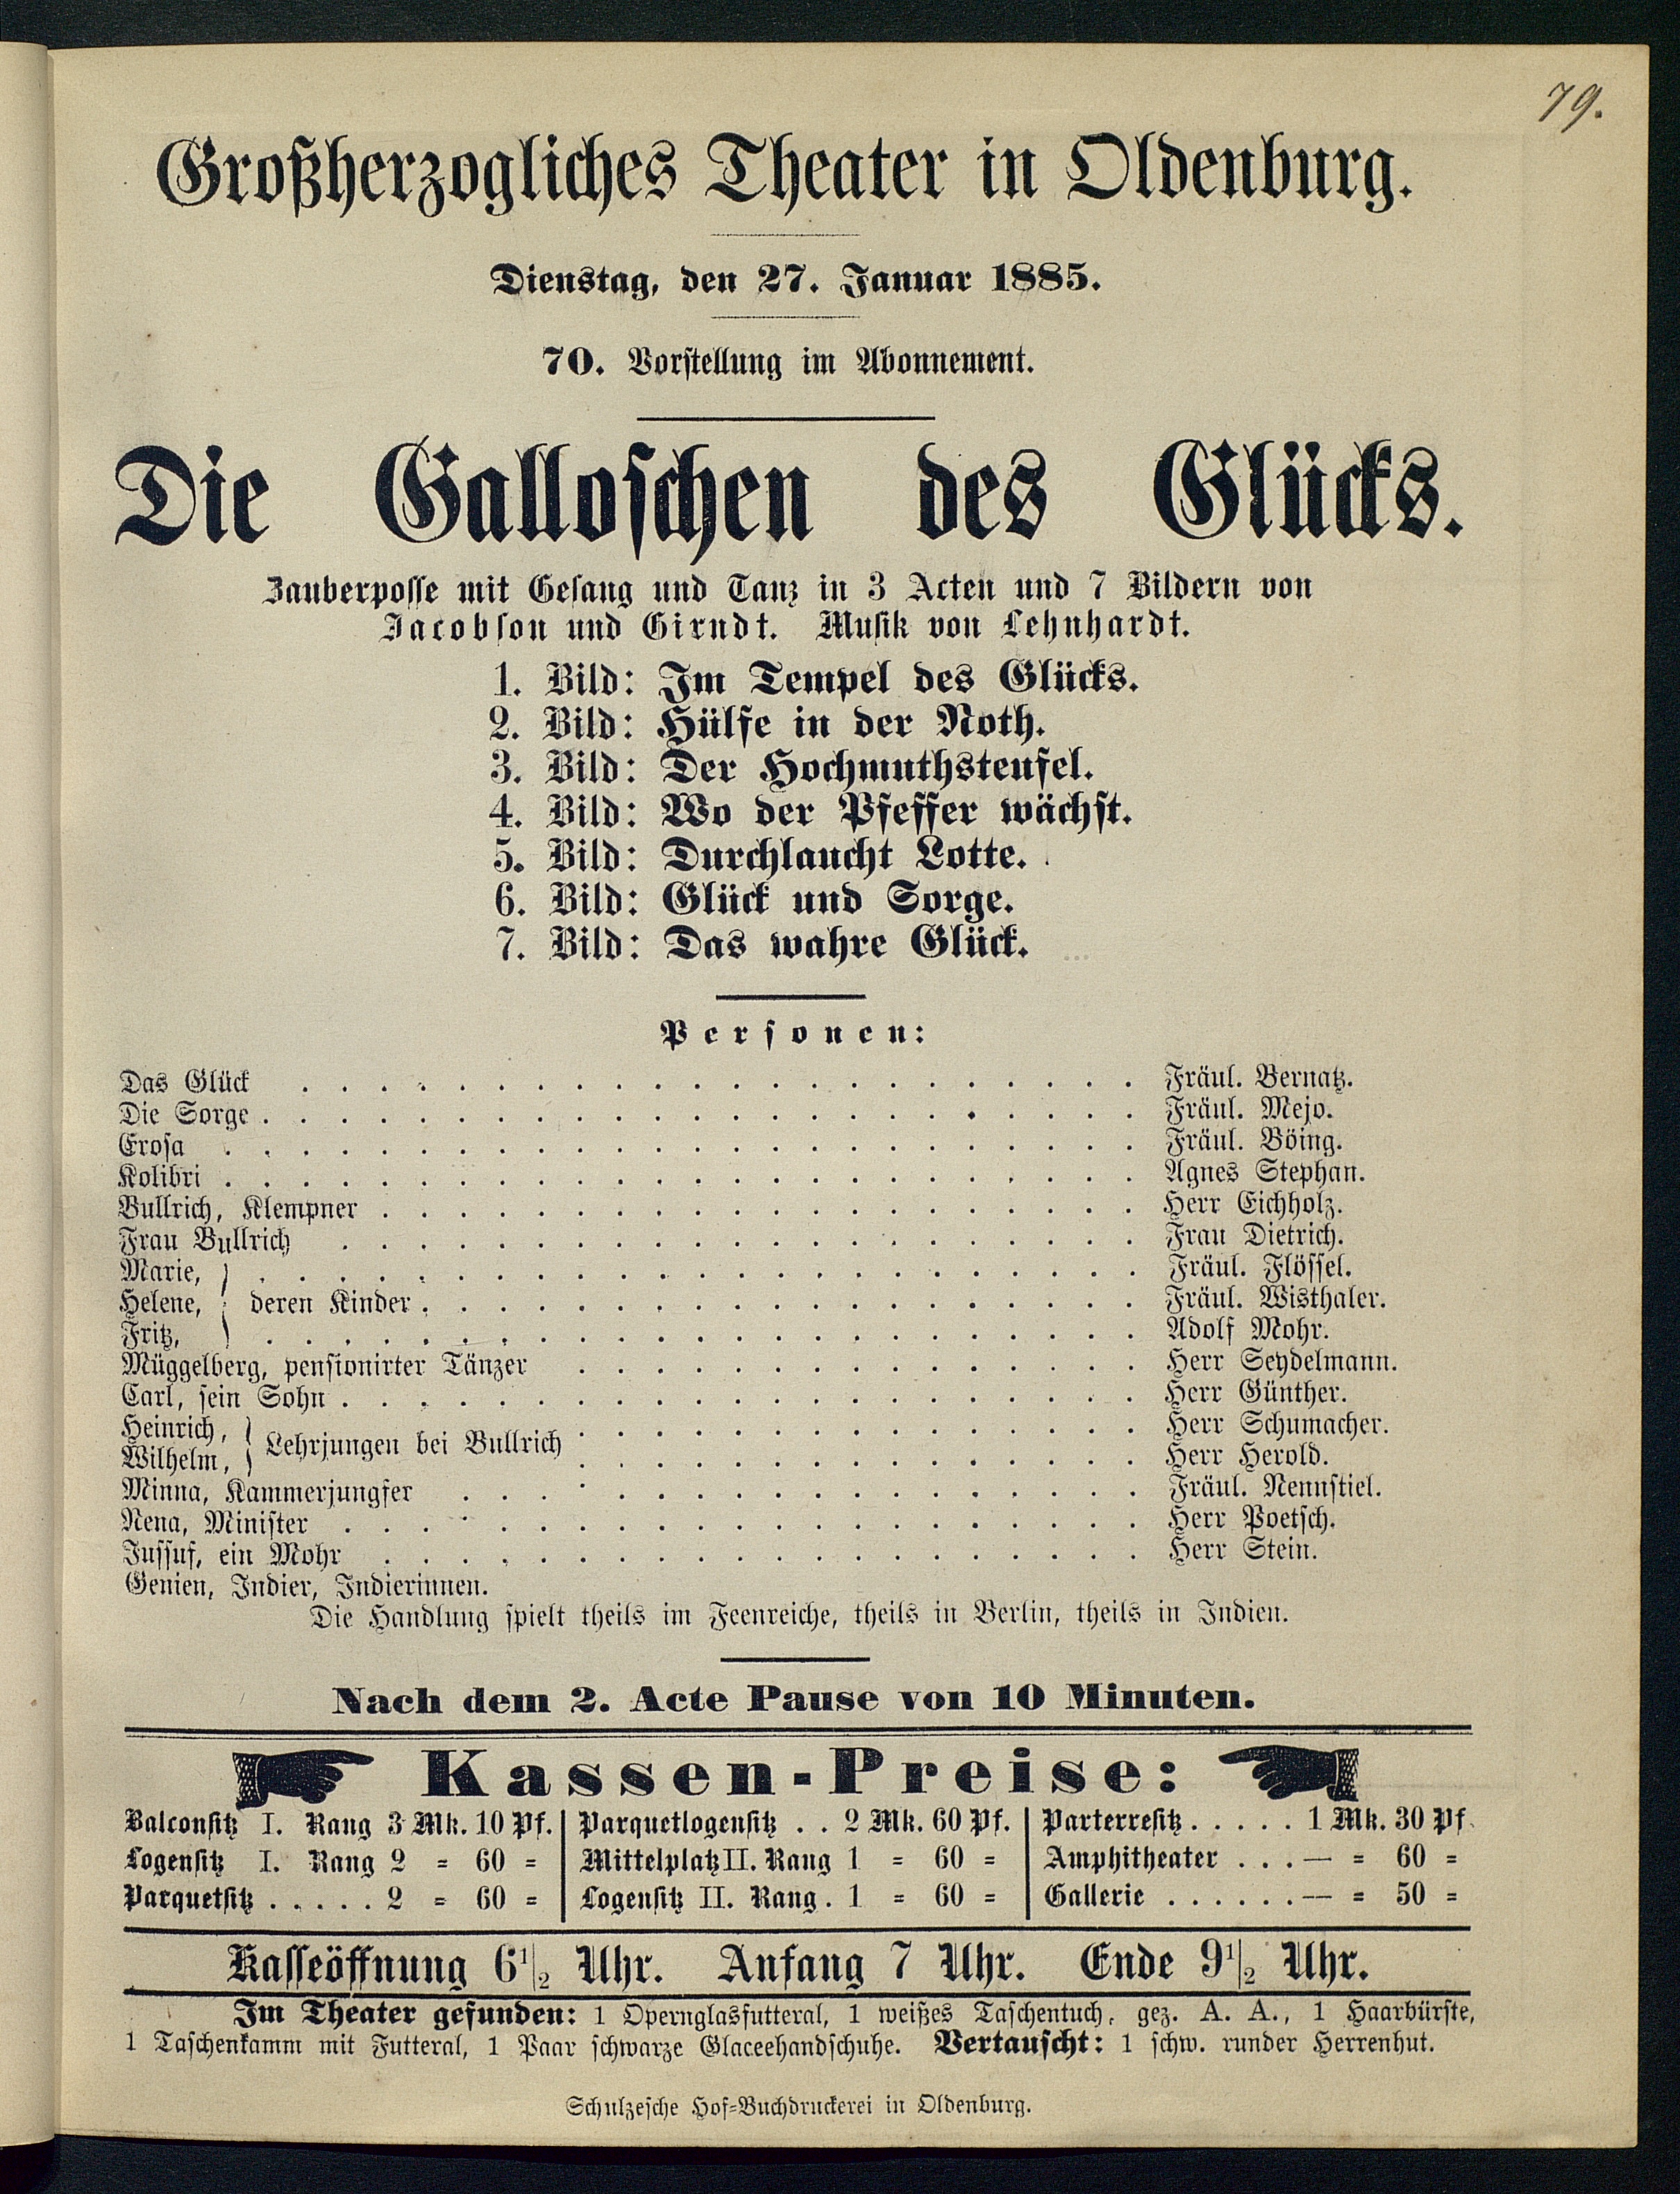 79.
Großherzogliches Theater in Oldenburg.
Dienstag, den 27. Januar 1885.
70. Vorstellung im Abonnement.
Die Galloschen des Glücks.
Zauberposse mit Gesang und Tanz in 3 Acten und 7 Bildern von
Jacobson und Girndt. Musik von Lehnhardt.
1. Bild: Im Tempel des Glücks.
2. Bild: Hülfe in der Noth.
3. Bild: Der Hochmuthsteufel.
4. Bild: Wo der Pfeffer wächst.
5. Bild: Durchlaucht Lotte.
6. Bild: Glück und Sorge.
7. Bild: Das wahre Glück.
Personen:
Das Glück . . . . . . . . . . Fräul. Bernatz.
Die Sorge . . . . . . . . . . Fräul. Mejo.
Erosa . . . . . . . . . . Fräul. Böing.
Kolibri . . . . . . . . . . Agnes Stephan.
Bullrich, Klempner . . . . . . . . . . Herr Eichholz.
Frau Bullrich . . . . . . . . . . Frau Dietrich.
Marie, } . . . . . . . . . . Fräul. Flössel.
Helene, } deren Kinder . . . . . . . . . . Fräul. Wisthaler.
Fritz, } . . . . . . . . . . Adolf Mohr.
Müggelberg, pensionirter Tänzer . . . . . . . . . . Herr Seydelmann.
Carl, sein Sohn . . . . . . . . . . Herr Günther.
Heinrich, } Lehrjungen bei Bullrich . . . . . . . . . . Herr Schumacher.
Wilhelm, } . . . . . . . . . . Herr Herold.
Minna, Kammerjungfer . . . . . . . . . . Fräul. Nennstiel.
Nena, Minister . . . . . . . . . . Herr Poetsch.
Jussuf, ein Mohr . . . . . . . . . . Herr Stein.
Genien, Indier, Indierinnen.
Die Handlung spielt theils im Feenreiche, theils in Berlin, theils in Indien.
Nach dem 2. Acte Pause von 10 Minuten.
Kassen-Preise:
Balconsitz I. Rang 3 Mk. 10 Pf. | Parquetlogensitz . . 2 Mk. 60 Pf. | Parterresitz . . . . . 1 Mk. 30 Pf.
Logensitz I. Rang 2 = 60 = | Mittelplatz II. Rang 1 = 60 = | Amphitheater . . . — = 60 =
Parquetsitz . . . . . 2 = 60 = | Logensitz II. Rang . 1 = 60 = | Gallerie . . . . . . — = 50 =
Kasseöffnung 6 1/2 Uhr. Anfang 7 Uhr. Ende 9 1/2 Uhr.
Im Theater gefunden: 1 Opernglasfutteral, 1 weißes Taschentuch, gez. A. A., 1 Haarbürste,
1 Taschenkamm mit Futteral, 1 Paar schwarze Glaceehandschuhe. Vertauscht: 1 schw. runder Herrenhut.
Schulzesche Hof=Buchdruckerei in Oldenburg.